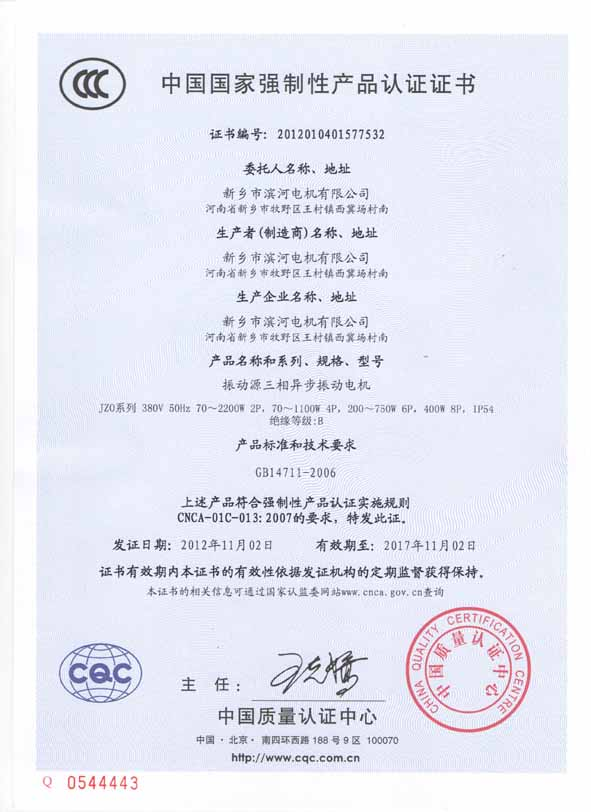 CCC
中国国家强制性产品认证证书
证书编号: 2012010401577532
委托人名称、地址
新乡市滨河电机有限公司
河南省新乡市牧野区王村镇西冀场村南
生产者(制造商)名称、地址
新乡市滨河电机有限公司
河南省新乡市牧野区王村镇西冀场村南
生产企业名称、地址
新乡市滨河电机有限公司
河南省新乡市牧野区王村镇西冀场村南
产品名称和系列、规格、型号
振动源三相异步振动电机
JZO系列 380V 50Hz 70～2200W 2P, 70～1100W 4P, 200～750W 6P, 400W 8P, IP54
绝缘等级:B
产品标准和技术要求
GB14711-2006
上述产品符合强制性产品认证实施规则
CNCA-01C-013:2007的要求，特发此证。
发证日期: 2012年11月02日 有效期至: 2017年11月02日
证书有效期内本证书的有效性依据发证机构的定期监督获得保持。
本证书的相关信息可通过国家认监委网站www.cnca.gov.cn查询
CQC
主 任:
CHINA QUALITY CERTIFICATION CENTRE
中国质量认证中心
中国质量认证中心
中国·北京·南四环西路 188 号 9 区 100070
http://www.cqc.com.cn
Q 0544443